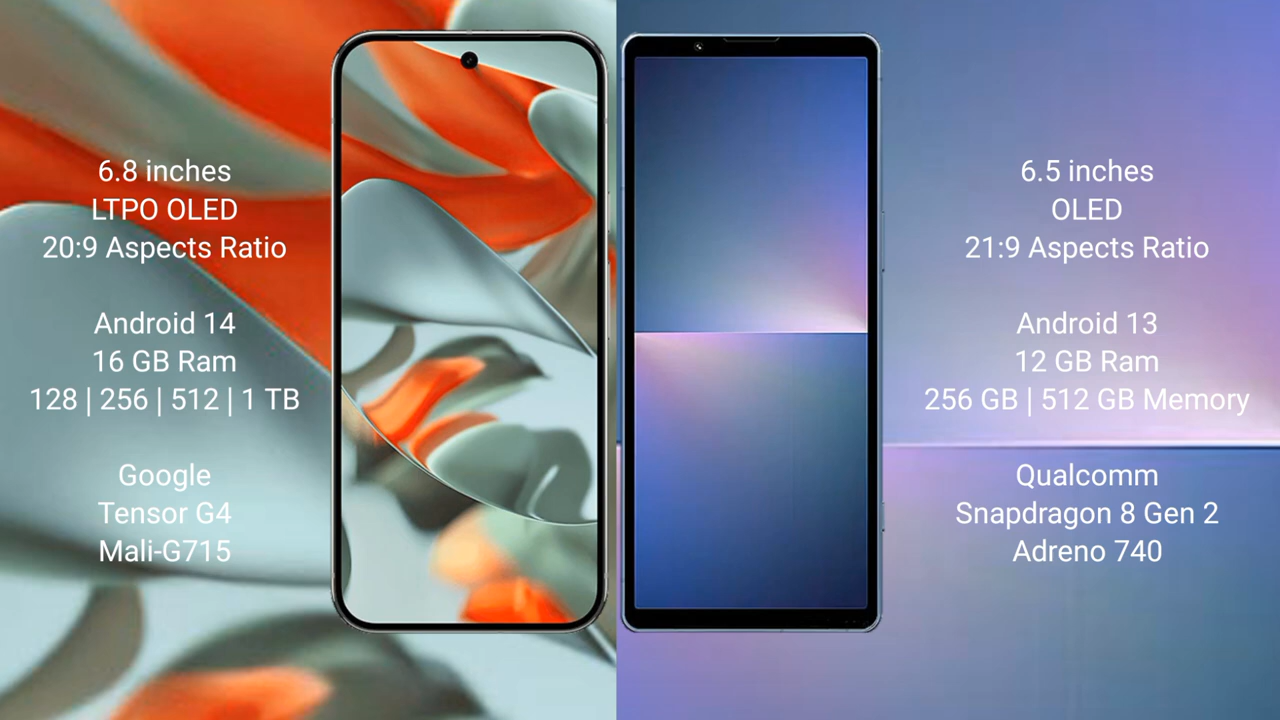 6.8 inches
LTPO OLED
20:9 Aspects Ratio
Android 14
16 GB Ram
128 | 256 | 512 | 1 TB
Google
Tensor G4
Mali-G715
6.5 inches
OLED
21:9 Aspects Ratio
Android 13
12 GB Ram
256 GB | 512 GB Memory
Qualcomm
Snapdragon 8 Gen 2
Adreno 740